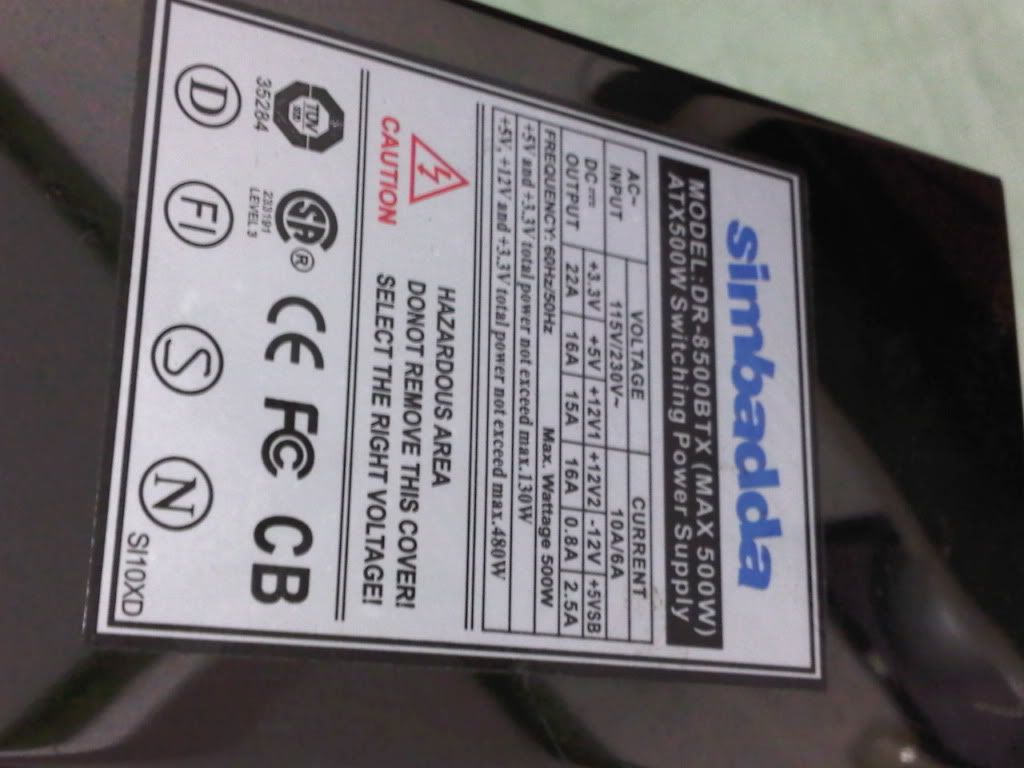 simbadda
MODEL:DR-8500BTX (MAX 500W)
ATX500W Switching Power Supply
AC~ INPUT VOLTAGE CURRENT
115V/230V~ 10A/6A
DC OUTPUT +3.3V +5V +12V1 +12V2 -12V +5VSB
22A 16A 15A 16A 0.8A 2.5A
FREQUENCY: 60Hz/50Hz Max. Wattage 500W
+5V and +3.3V total power not exceed max.130W
+5V, +12V and +3.3V total power not exceed max.480W
CAUTION
HAZARDOUS AREA
DONOT REMOVE THIS COVER!
SELECT THE RIGHT VOLTAGE!
TUV
35284
SP®
LEVEL 3
CE FC CB
D FI S N
SI10XD